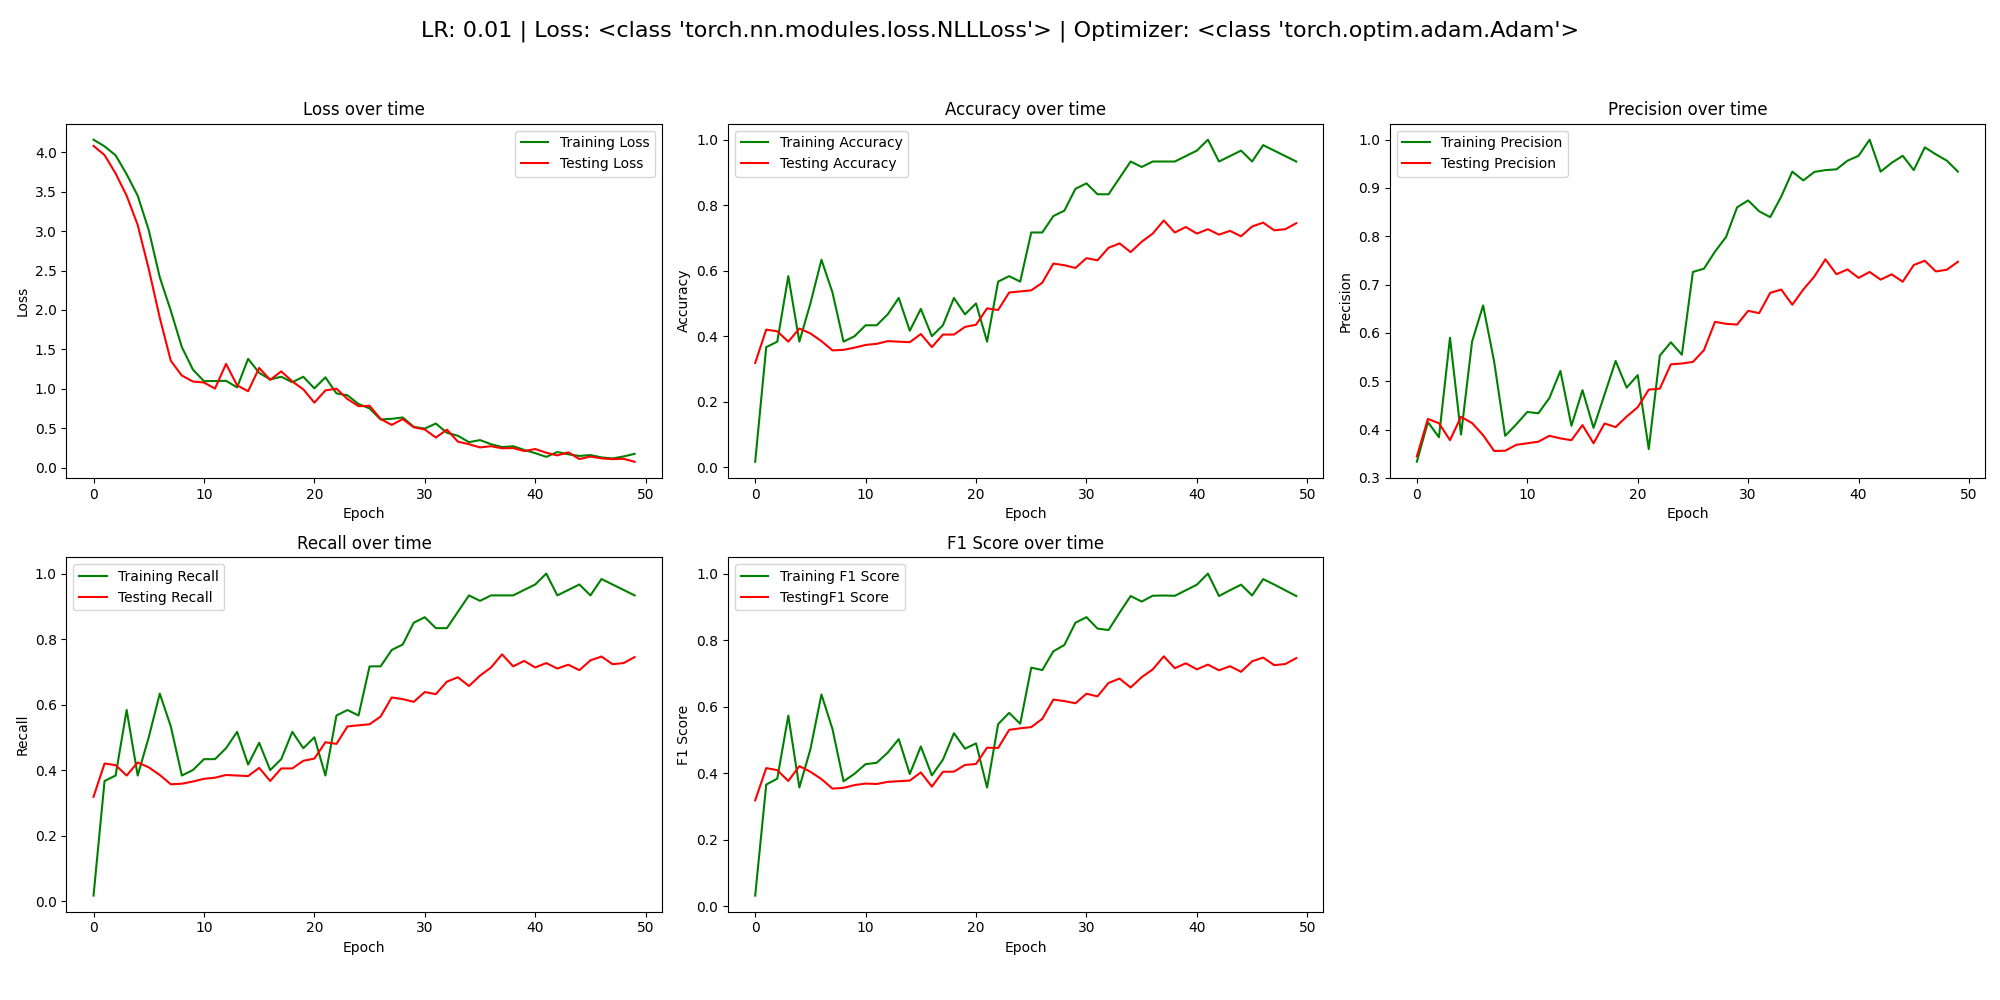 LR: 0.01 | Loss: <class 'torch.nn.modules.loss.NLLLoss'> | Optimizer: <class 'torch.optim.adam.Adam'>
Loss over time
Training Loss
Testing Loss
4.0
3.5
3.0
2.5
2.0
1.5
1.0
0.5
0.0
Loss
0 10 20 30 40 50
Epoch
Accuracy over time
Training Accuracy
Testing Accuracy
1.0
0.8
0.6
0.4
0.2
0.0
Accuracy
0 10 20 30 40 50
Epoch
Precision over time
Training Precision
Testing Precision
1.0
0.9
0.8
0.7
0.6
0.5
0.4
0.3
Precision
0 10 20 30 40 50
Epoch
Recall over time
Training Recall
Testing Recall
1.0
0.8
0.6
0.4
0.2
0.0
Recall
0 10 20 30 40 50
Epoch
F1 Score over time
Training F1 Score
TestingF1 Score
1.0
0.8
0.6
0.4
0.2
0.0
F1 Score
0 10 20 30 40 50
Epoch